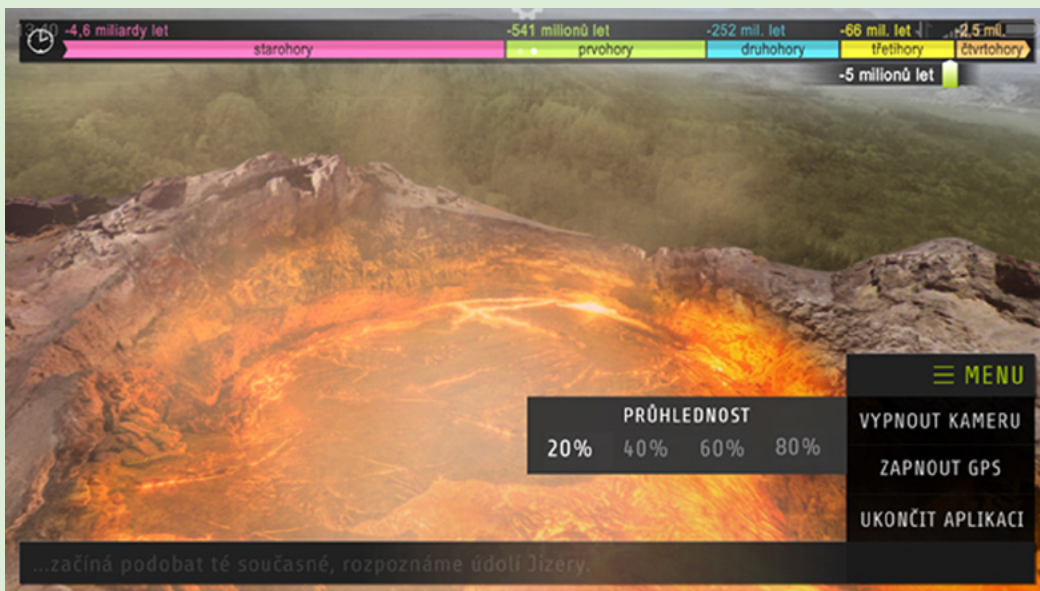 13:40 -4,6 miliardy let -541 milionů let -252 mil. let -66 mil. let -2,5 mil.
starohory prvohory druhohory třetihory čtvrtohory
-5 milionů let
☰ MENU
PRŮHLEDNOST
20% 40% 60% 80%
VYPNOUT KAMERU
ZAPNOUT GPS
UKONČIT APLIKACI
...začíná podobat té současné, rozpoznáme údolí Jizery.